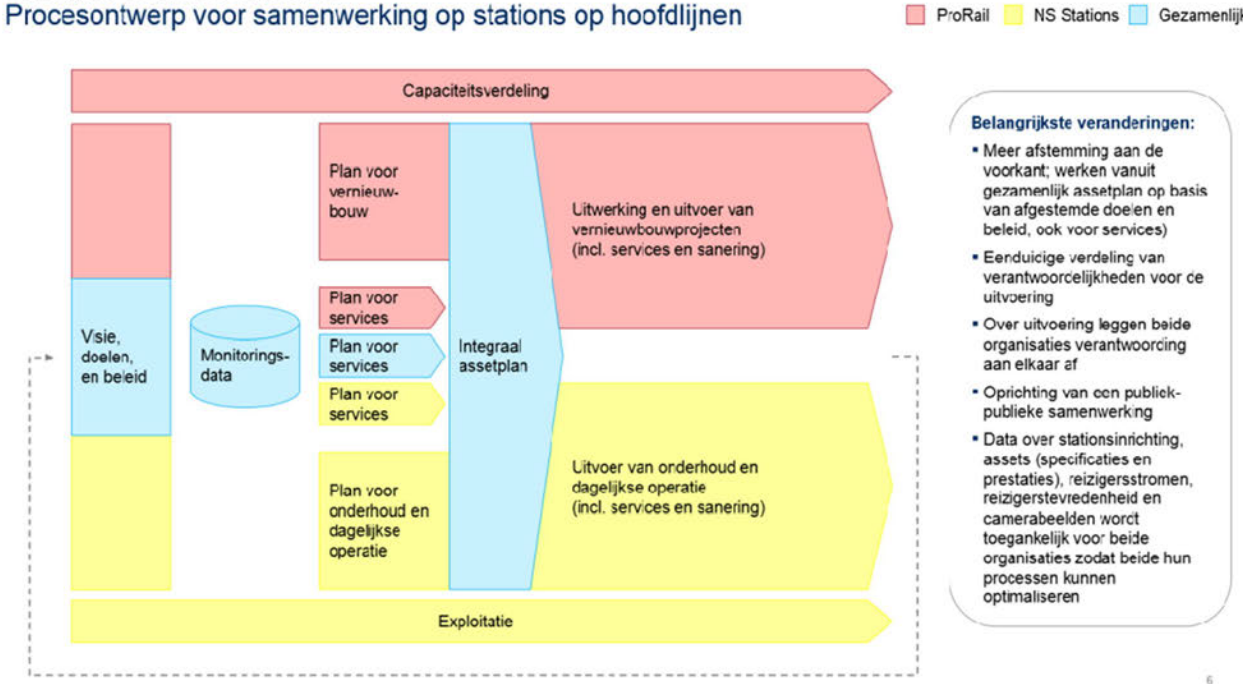 Procesontwerp voor samenwerking op stations op hoofdlijnen
ProRail
NS Stations
Gezamenlijk
Capaciteitsverdeling
Visie,
doelen,
en beleid
Monitorings-
data
Plan voor
vernieuw-
bouw
Plan voor
services
Plan voor
services
Plan voor
services
Plan voor
onderhoud en
dagelijkse
operatie
Integraal
assetplan
Uitwerking en uitvoer van
vernieuwbouwprojecten
(incl. services en sanering)
Uitvoer van onderhoud en
dagelijkse operatie
(incl. services en sanering)
Exploitatie
Belangrijkste veranderingen:
▪ Meer afstemming aan de
voorkant; werken vanuit
gezamenlijk assetplan op basis
van afgestemde doelen en
beleid, ook voor services)
▪ Eenduidige verdeling van
verantwoordelijkheden voor de
uitvoering
▪ Over uitvoering leggen beide
organisaties verantwoording
aan elkaar af
▪ Oprichting van een publiek-
publieke samenwerking
▪ Data over stationsinrichting,
assets (specificaties en
prestaties), reizigersstromen,
reizigerstevredenheid en
camerabeelden wordt
toegankelijk voor beide
organisaties zodat beide hun
processen kunnen
optimaliseren
6